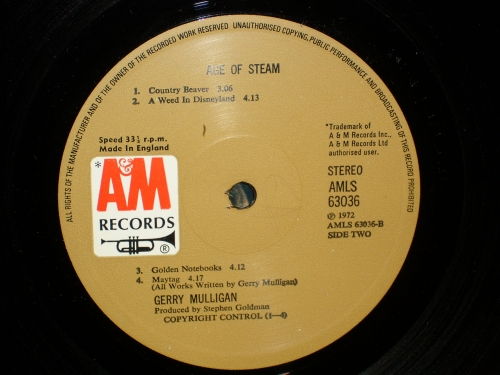 ALL RIGHTS OF THE MANUFACTURER AND OF THE OWNER OF THE RECORDED WORK RESERVED UNAUTHORISED COPYING, PUBLIC PERFORMANCE AND BROADCASTING OF THIS RECORD PROHIBITED
AGE OF STEAM
1. Country Beaver 3.06
2. A Weed In Disneyland 4.13
Speed 33⅓ r.p.m.
Made In England
*Trademark of
A & M Records Inc.,
A & M Records Ltd
authorised user.
A&M
RECORDS
®
STEREO
AMLS
63036
℗ 1972
AMLS 63036-B
SIDE TWO
3. Golden Notebooks 4.12
4. Maytag 4.17
(All Works Written by Gerry Mulligan)
GERRY MULLIGAN
Produced by Stephen Goldman
COPYRIGHT CONTROL (1—4)